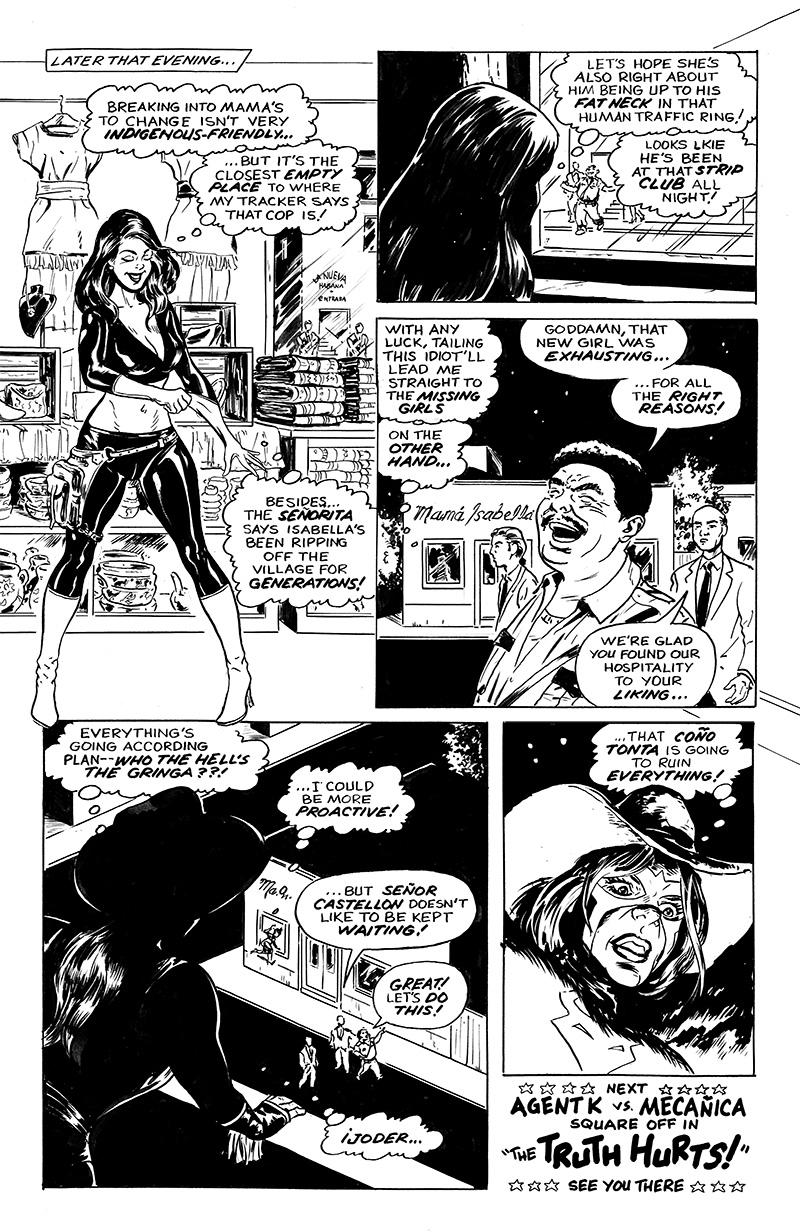 LATER THAT EVENING...
BREAKING INTO MAMA'S
TO CHANGE ISN'T VERY
INDIGENOUS-FRIENDLY...
...BUT IT'S THE
CLOSEST EMPTY
PLACE TO WHERE
MY TRACKER SAYS
THAT COP IS!
LA NUEVA
HABANA
ENTRADA
BESIDES...
THE SEÑORITA
SAYS ISABELLA'S
BEEN RIPPING
OFF THE
VILLAGE FOR
GENERATIONS!
LET'S HOPE SHE'S
ALSO RIGHT ABOUT
HIM BEING UP TO HIS
FAT NECK IN THAT
HUMAN TRAFFIC RING!
LOOKS LKIE
HE'S BEEN
AT THAT STRIP
CLUB ALL
NIGHT!
WITH ANY
LUCK, TAILING
THIS IDIOT'LL
LEAD ME
STRAIGHT TO
THE MISSING
GIRLS
ON THE
OTHER
HAND...
GODDAMN, THAT
NEW GIRL WAS
EXHAUSTING...
...FOR ALL
THE RIGHT
REASONS!
Mamá Isabella
WE'RE GLAD
YOU FOUND OUR
HOSPITALITY
TO YOUR
LIKING...
EVERYTHING'S
GOING ACCORDING
PLAN--WHO THE HELL'S
THE GRINGA??!
...I COULD
BE MORE
PROACTIVE!
...BUT SEÑOR
CASTELLON DOESN'T
LIKE TO BE KEPT
WAITING!
GREAT!
LET'S DO
THIS!
¡JODER...
...THAT COÑO
TONTA IS GOING
TO RUIN
EVERYTHING!
NEXT
AGENT K VS. MECAÑICA
SQUARE OFF IN
"THE TRUTH HURTS!"
SEE YOU THERE